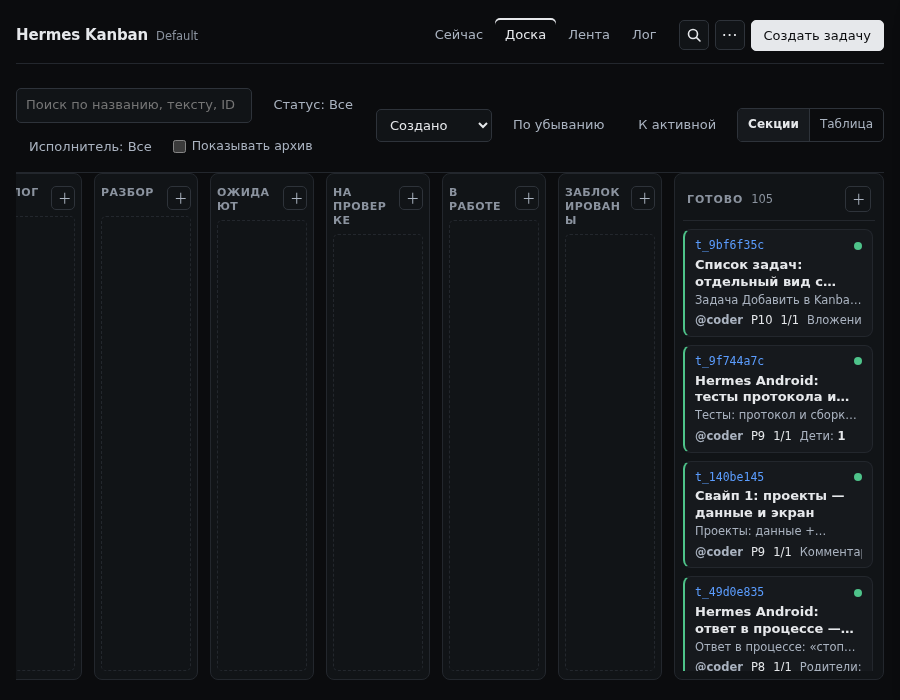 Hermes Kanban Default
Сейчас Доска Лента Лог ... Создать задачу
Поиск по названию, тексту, ID Статус: Все
Создано По убыванию К активной Секции Таблица
Исполнитель: Все Показывать архив
ЛОГ +
РАЗБОР +
ОЖИДА
ЮТ +
НА
ПРОВЕР
КЕ +
В
РАБОТЕ +
ЗАБЛОК
ИРОВАН
Ы +
ГОТОВО 105 +
t_9bf6f35c
Список задач:
отдельный вид с…
Задача Добавить в Kanba…
@coder P10 1/1 Вложени
t_9f744a7c
Hermes Android:
тесты протокола и…
Тесты: протокол и сборк…
@coder P9 1/1 Дети: 1
t_140be145
Свайп 1: проекты —
данные и экран
Проекты: данные +…
@coder P9 1/1 Коммента
t_49d0e835
Hermes Android:
ответ в процессе —…
Ответ в процессе: «стоп…
@coder P8 1/1 Родители: